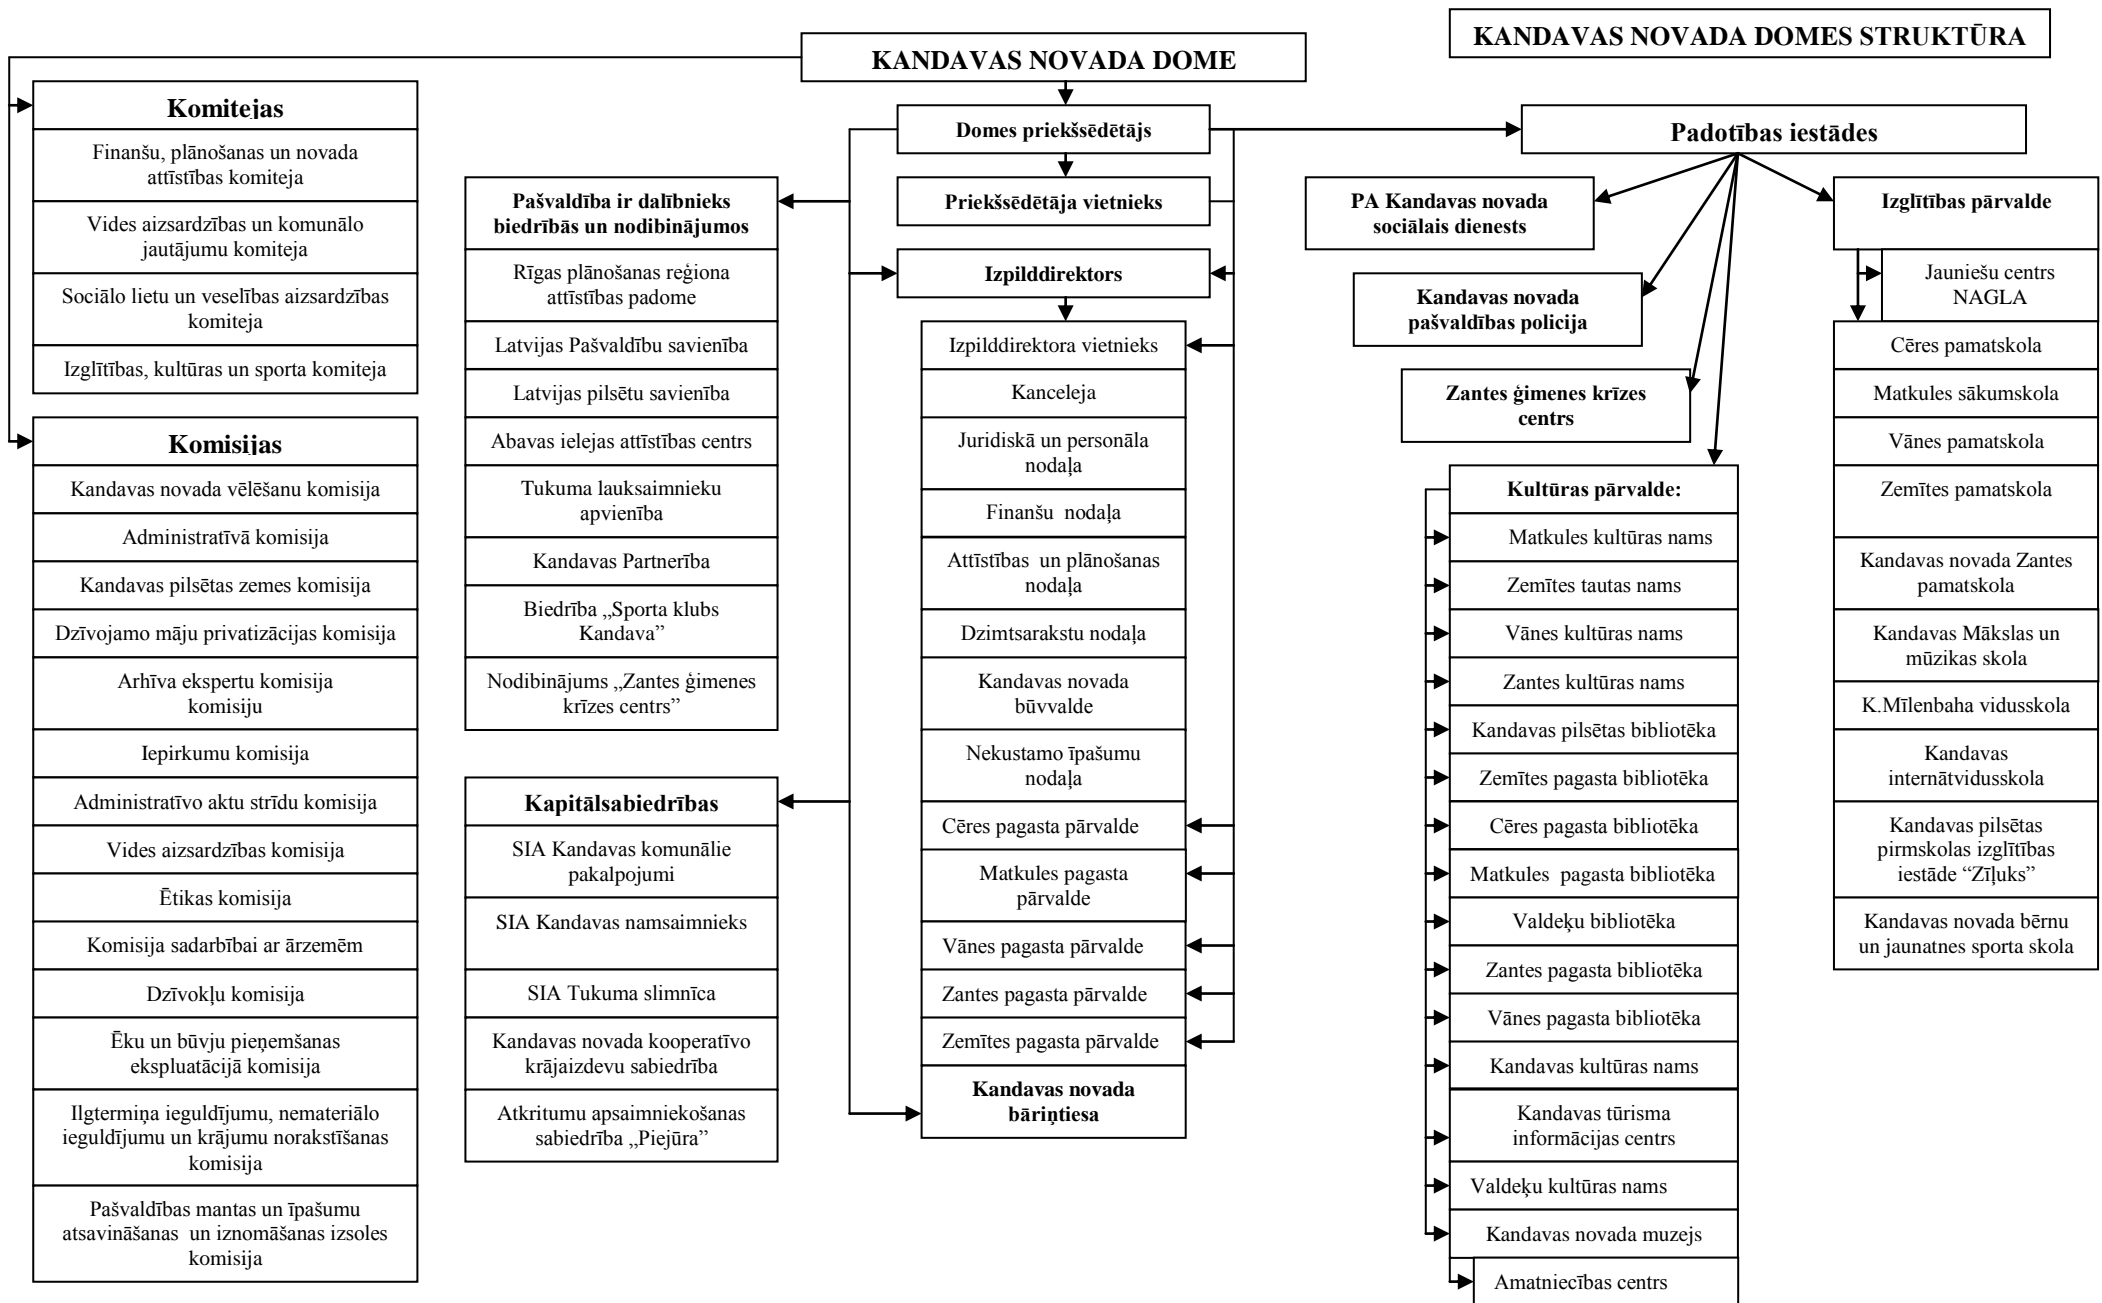 KANDAVAS NOVADA DOMES STRUKTŪRA
KANDAVAS NOVADA DOME
Komitejas
Finanšu, plānošanas un novada
attīstības komiteja
Vides aizsardzības un komunālo
jautājumu komiteja
Sociālo lietu un veselības aizsardzības
komiteja
Izglītības, kultūras un sporta komiteja
Komisijas
Kandavas novada vēlēšanu komisija
Administratīvā komisija
Kandavas pilsētas zemes komisija
Dzīvojamo māju privatizācijas komisija
Arhīva ekspertu komisija
komisiju
Iepirkumu komisija
Administratīvo aktu strīdu komisija
Vides aizsardzības komisija
Ētikas komisija
Komisija sadarbībai ar ārzemēm
Dzīvokļu komisija
Ēku un būvju pieņemšanas
ekspluatācijā komisija
Ilgtermiņa ieguldījumu, nemateriālo
ieguldījumu un krājumu norakstīšanas
komisija
Pašvaldības mantas un īpašumu
atsavināšanas  un iznomāšanas izsoles
komisija
Pašvaldība ir dalībnieks
biedrībās un nodibinājumos
Rīgas plānošanas reģiona
attīstības padome
Latvijas Pašvaldību savienība
Latvijas pilsētu savienība
Abavas ielejas attīstības centrs
Tukuma lauksaimnieku
apvienība
Kandavas Partnerība
Biedrība „Sporta klubs
Kandava”
Nodibinājums „Zantes ģimenes
krīzes centrs”
Kapitālsabiedrības
SIA Kandavas komunālie
pakalpojumi
SIA Kandavas namsaimnieks
SIA Tukuma slimnīca
Kandavas novada kooperatīvo
krājaizdevu sabiedrība
Atkritumu apsaimniekošanas
sabiedrība „Piejūra”
Domes priekšsēdētājs
Priekšsēdētāja vietnieks
Izpilddirektors
Izpilddirektora vietnieks
Kanceleja
Juridiskā un personāla
nodaļa
Finanšu  nodaļa
Attīstības  un plānošanas
nodaļa
Dzimtsarakstu nodaļa
Kandavas novada
būvvalde
Nekustamo īpašumu
nodaļa
Cēres pagasta pārvalde
Matkules pagasta
pārvalde
Vānes pagasta pārvalde
Zantes pagasta pārvalde
Zemītes pagasta pārvalde
Kandavas novada
bāriņtiesa
Padotības iestādes
PA Kandavas novada
sociālais dienests
Kandavas novada
pašvaldības policija
Zantes ģimenes krīzes
centrs
Kultūras pārvalde:
Matkules kultūras nams
Zemītes tautas nams
Vānes kultūras nams
Zantes kultūras nams
Kandavas pilsētas bibliotēka
Zemītes pagasta bibliotēka
Cēres pagasta bibliotēka
Matkules  pagasta bibliotēka
Valdeķu bibliotēka
Zantes pagasta bibliotēka
Vānes pagasta bibliotēka
Kandavas kultūras nams
Kandavas tūrisma
informācijas centrs
Valdeķu kultūras nams
Kandavas novada muzejs
Amatniecības centrs
Izglītības pārvalde
Jauniešu centrs
NAGLA
Cēres pamatskola
Matkules sākumskola
Vānes pamatskola
Zemītes pamatskola
Kandavas novada Zantes
pamatskola
Kandavas Mākslas un
mūzikas skola
K.Mīlenbaha vidusskola
Kandavas
internātvidusskola
Kandavas pilsētas
pirmskolas izglītības
iestāde “Zīļuks”
Kandavas novada bērnu
un jaunatnes sporta skola